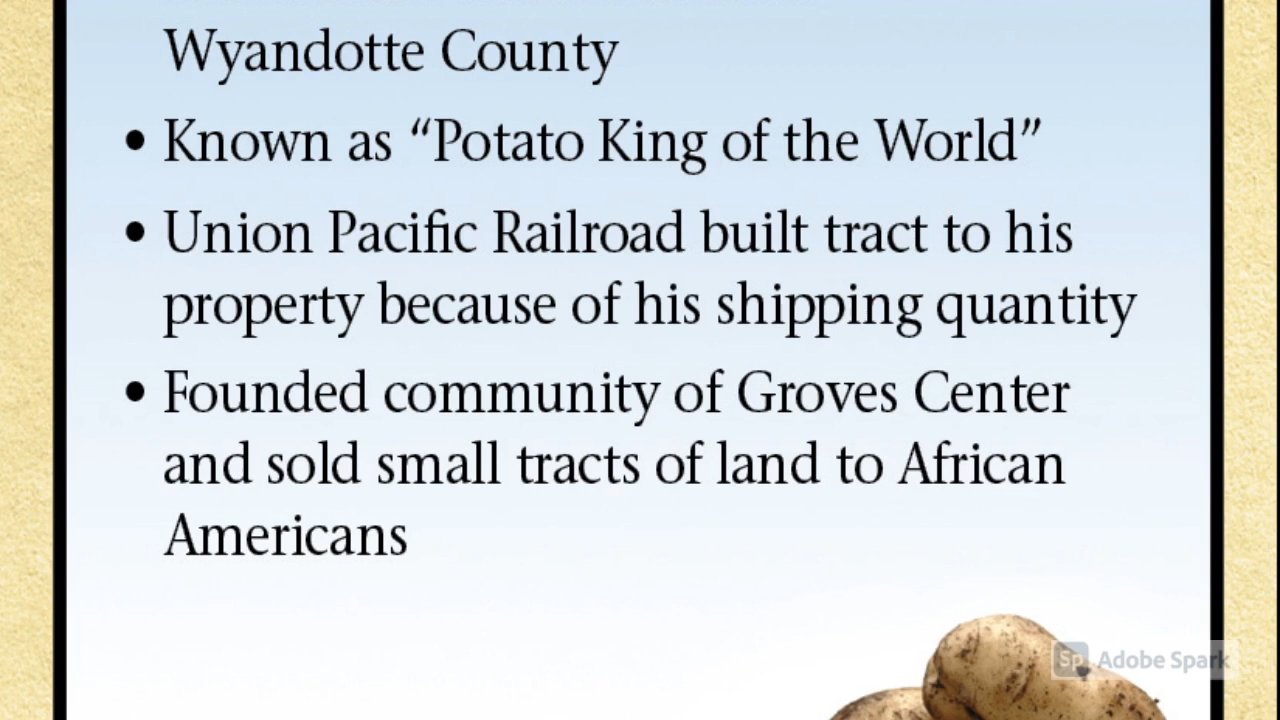 Wyandotte County
• Known as “Potato King of the World”
• Union Pacific Railroad built tract to his
property because of his shipping quantity
• Founded community of Groves Center
and sold small tracts of land to African
Americans
Sp Adobe Spark